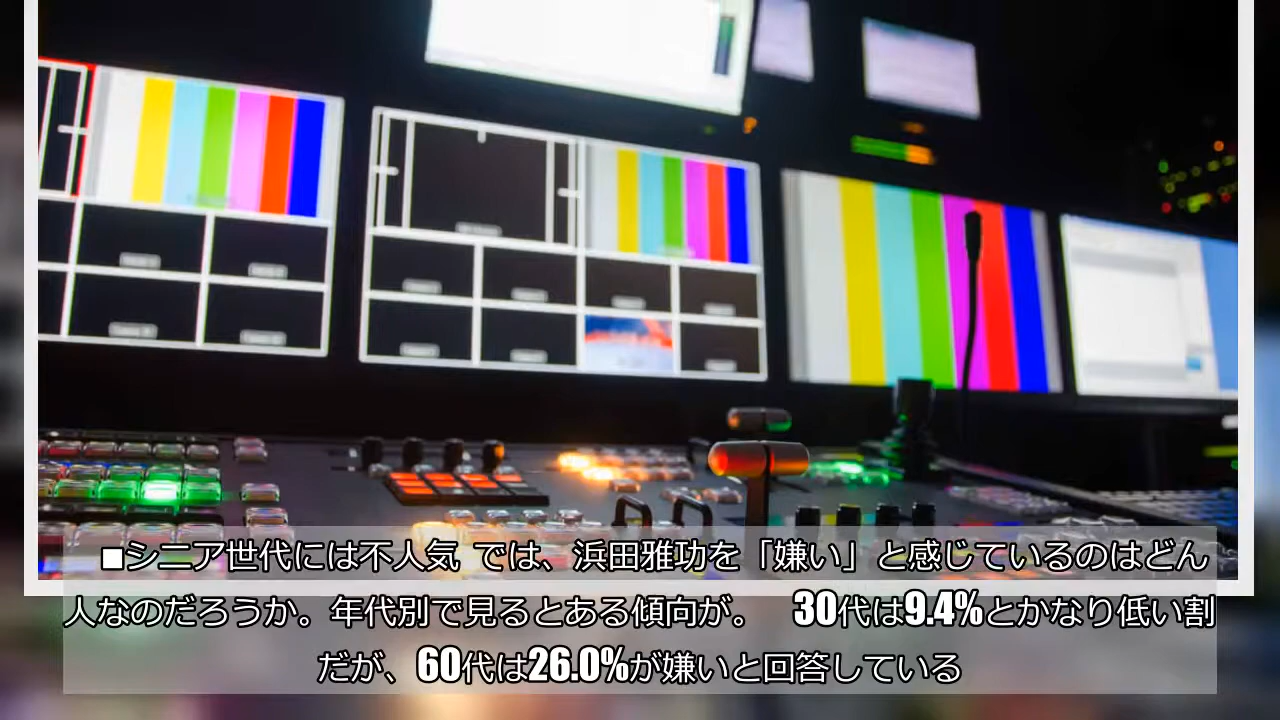 ■シニア世代には不人気 では、浜田雅功を「嫌い」と感じているのはどん
人なのだろうか。年代別で見るとある傾向が。　30代は9.4%とかなり低い割
だが、60代は26.0%が嫌いと回答している